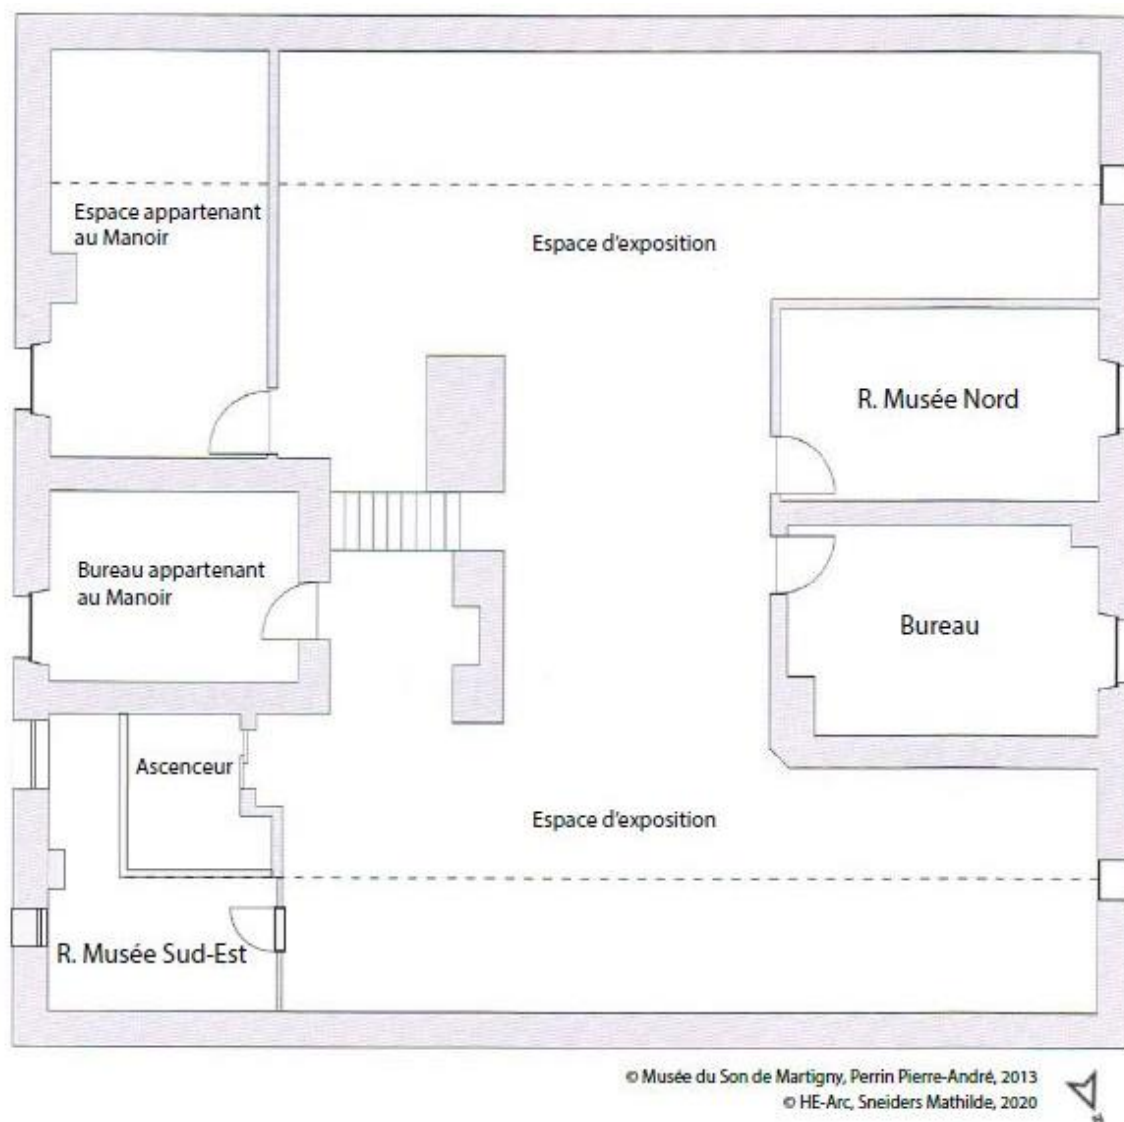 Espace appartenant
au Manoir
Espace d'exposition
R. Musée Nord
Bureau appartenant
au Manoir
Bureau
Ascenceur
Espace d'exposition
R. Musée Sud-Est
© Musée du Son de Martigny, Perrin Pierre-André, 2013
© HE-Arc, Sneiders Mathilde, 2020